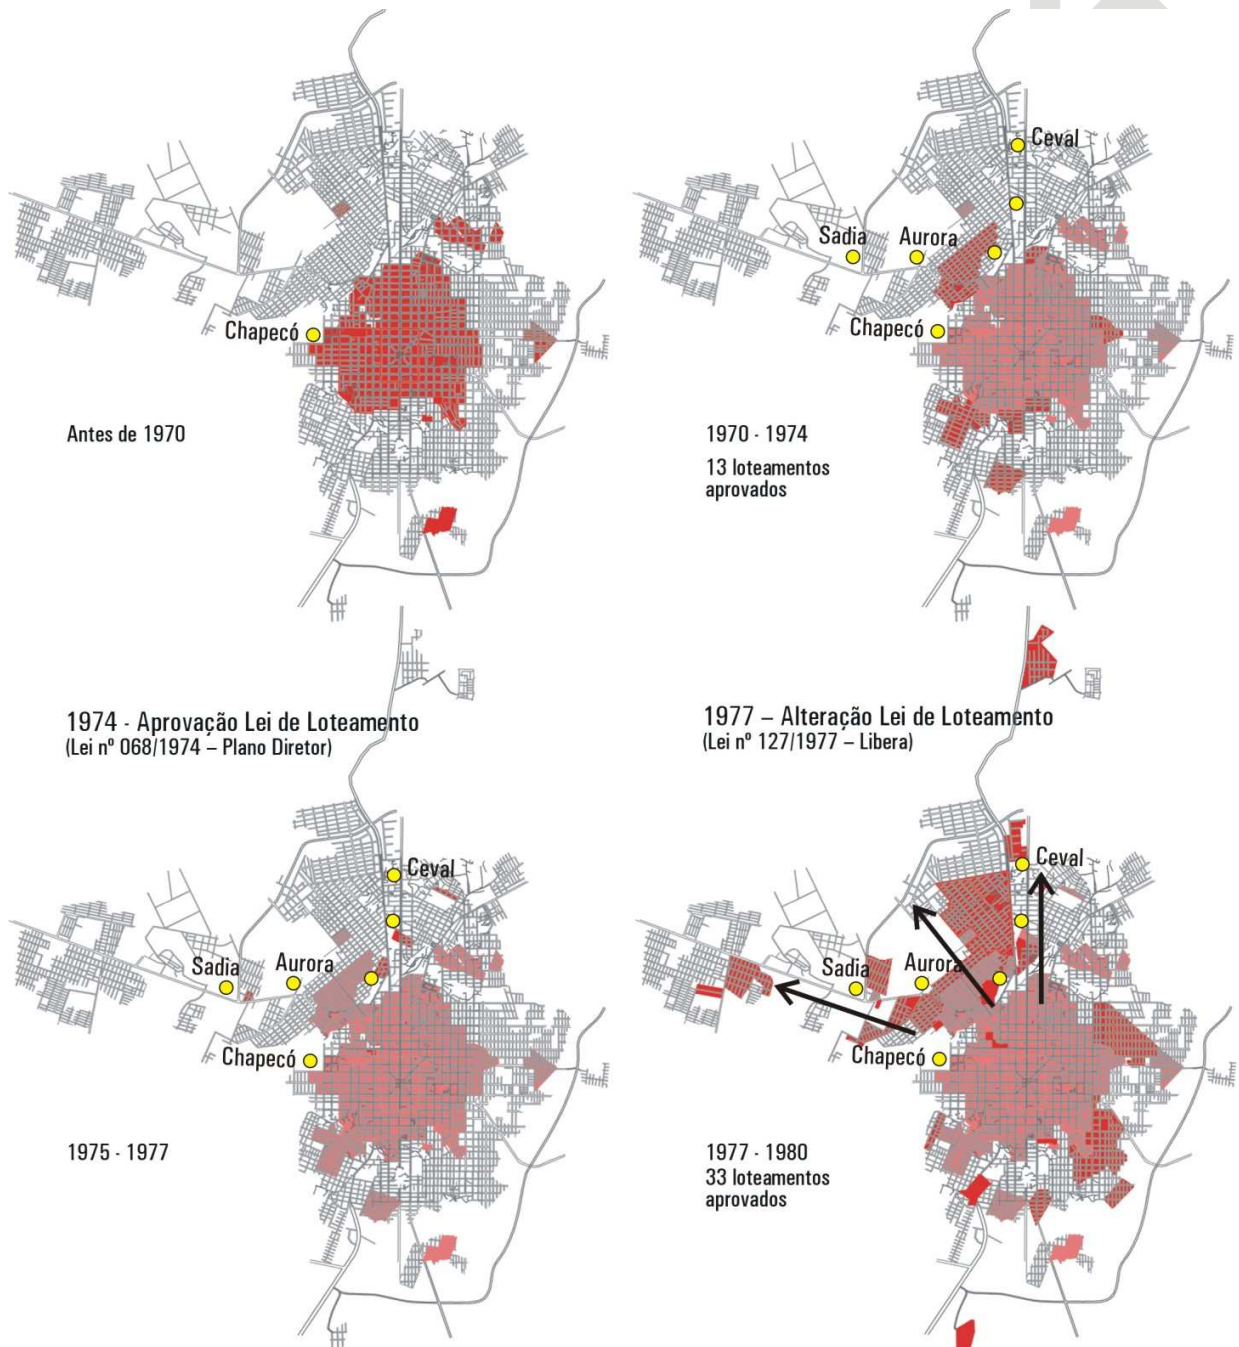 Chapecó
Antes de 1970
Ceval
Sadia
Aurora
Chapecó
1970 - 1974
13 loteamentos
aprovados
1974 - Aprovação Lei de Loteamento
(Lei nº 068/1974 – Plano Diretor)
Ceval
Sadia
Aurora
Chapecó
1975 - 1977
1977 – Alteração Lei de Loteamento
(Lei nº 127/1977 – Libera)
Ceval
Sadia
Aurora
Chapecó
1977 - 1980
33 loteamentos
aprovados